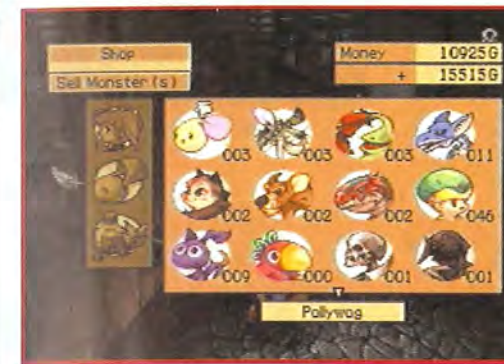 Shop
Money 10925G
Sell Monster(s)
+ 15515G
003 003 003 011
002 002 002 046
009 000 001 001
Pollywog